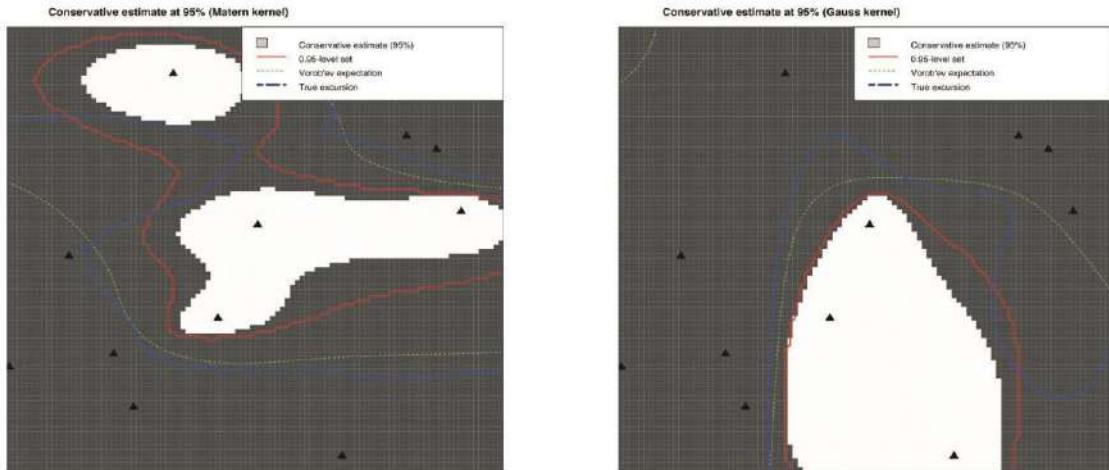 Conservative estimate at 95% (Matern kernel)
Conservative estimate (95%)
0.95-level set
Vorob'ev expectation
True excursion
Conservative estimate at 95% (Gauss kernel)
Conservative estimate (95%)
0.95-level set
Vorob'ev expectation
True excursion